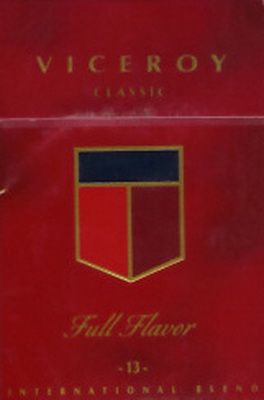 VICEROY
CLASSIC
Full Flavor
-13-
INTERNATIONAL BLEND